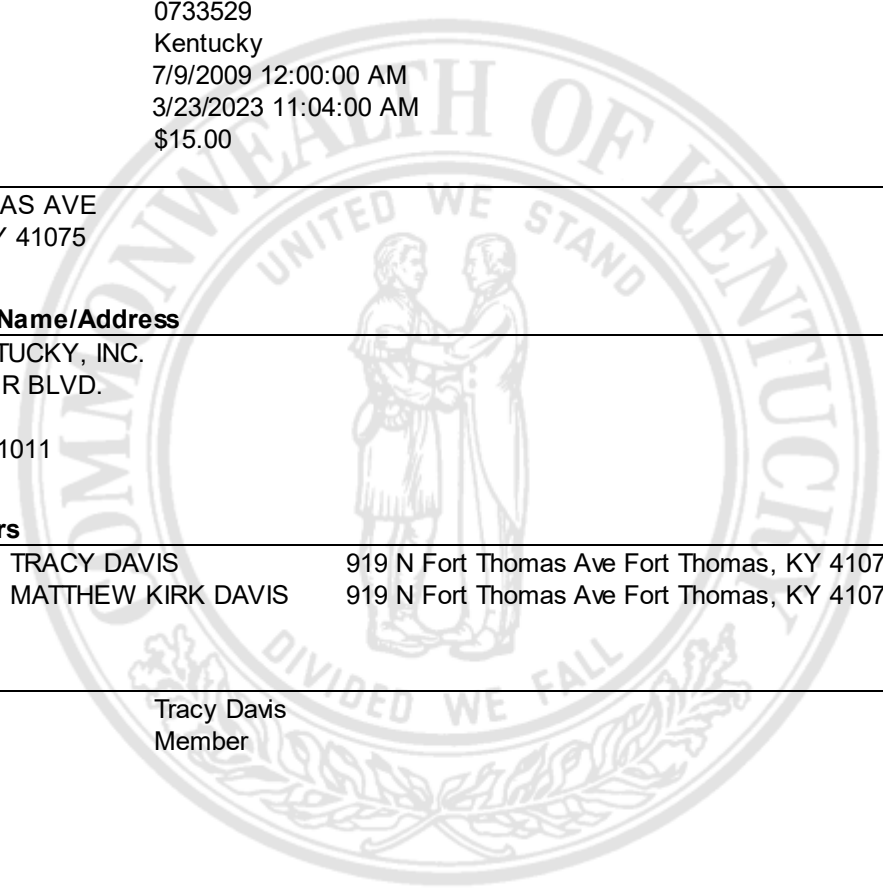 0733529
Kentucky
7/9/2009 12:00:00 AM
3/23/2023 11:04:00 AM
$15.00
AS AVE
Y 41075
Name/Address
TUCKY, INC.
R BLVD.
1011
rs
TRACY DAVIS 919 N Fort Thomas Ave Fort Thomas, KY 4107
MATTHEW KIRK DAVIS 919 N Fort Thomas Ave Fort Thomas, KY 4107
Tracy Davis
Member
COMMONWEALTH OF KENTUCKY
UNITED WE STAND
DIVIDED WE FALL